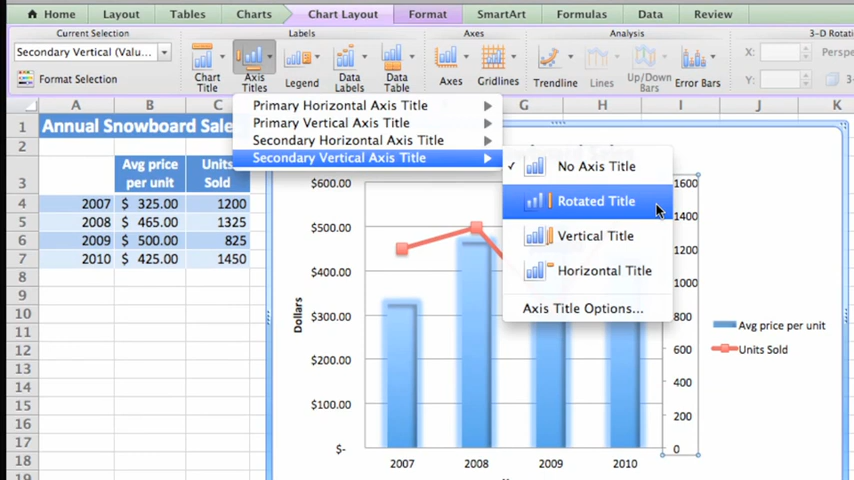 Home Layout Tables Charts Chart Layout Format SmartArt Formulas Data Review
Current Selection Labels Axes Analysis 3-D Rotati
Secondary Vertical (Valu... X: Perspe
Format Selection Chart Title Axis Titles Legend Data Labels Data Table Axes Gridlines Trendline Lines Up/Down Bars Error Bars Y: 3-
A B C G H I J K
Primary Horizontal Axis Title
Primary Vertical Axis Title
Secondary Horizontal Axis Title
Secondary Vertical Axis Title
No Axis Title
Rotated Title
Vertical Title
Horizontal Title
Axis Title Options...
1 Annual Snowboard Sale
2
3 Avg price per unit Units Sold
4 2007 $ 325.00 1200
5 2008 $ 465.00 1325
6 2009 $ 500.00 825
7 2010 $ 425.00 1450
8
9
10
11
12
13
14
15
16
17
18
19
$600.00
$500.00
$400.00
$300.00
$200.00
$100.00
$-
Dollars
2007 2008 2009 2010
1600
1400
1200
1000
800
600
400
200
0
Avg price per unit
Units Sold